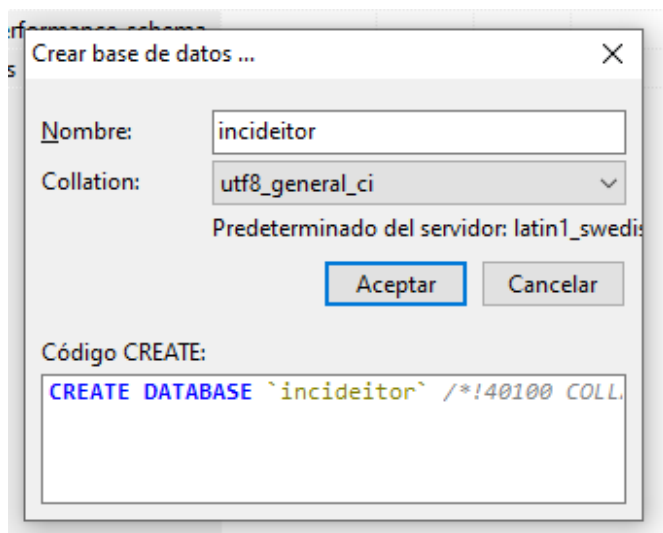 Crear base de datos ...
Nombre: incideitor
Collation: utf8_general_ci
Predeterminado del servidor: latin1_swedis
Aceptar Cancelar
Código CREATE:
CREATE DATABASE `incideitor` /*!40100 COLL